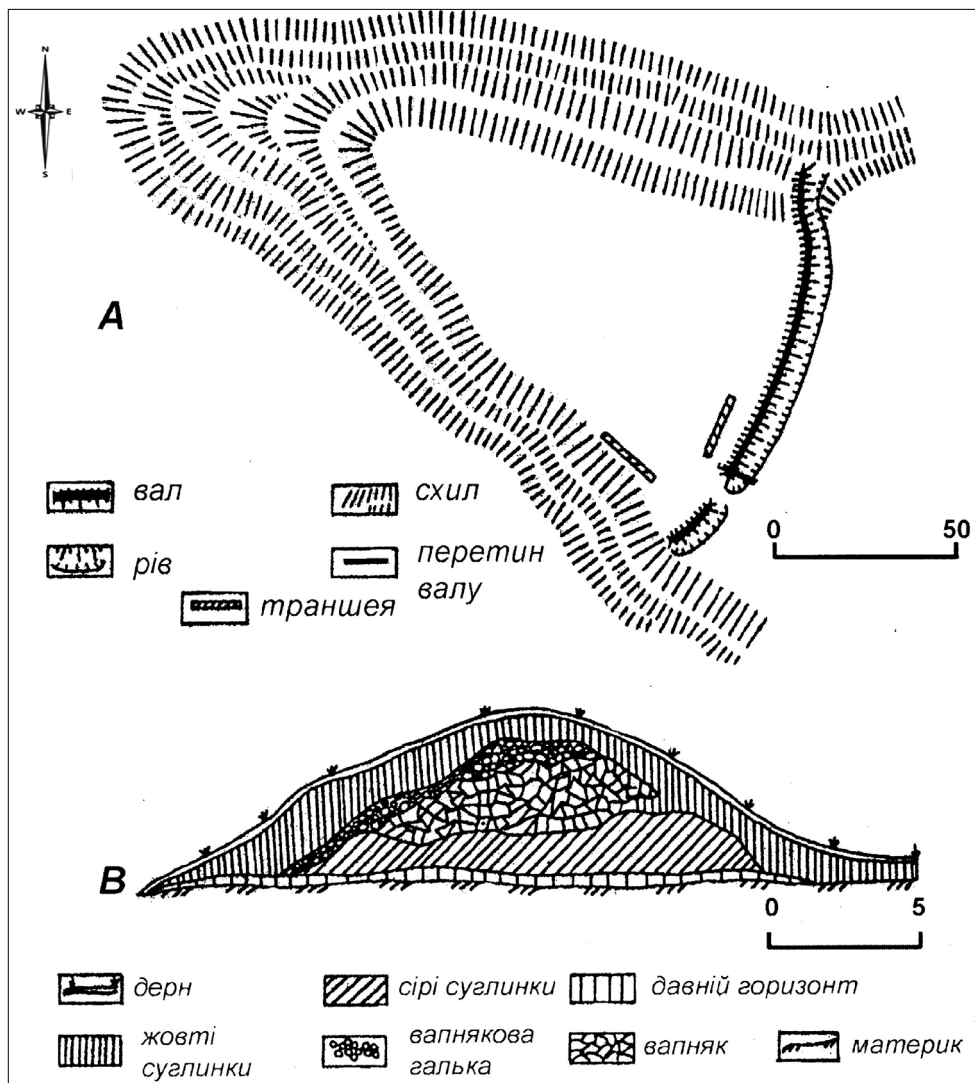 N
W E
S
A
вал
схил
рів
перетин
валу
траншея
0 50
B
0 5
дерн
сірі суглинки
давній горизонт
жовті
суглинки
вапнякова
галька
вапняк
материк